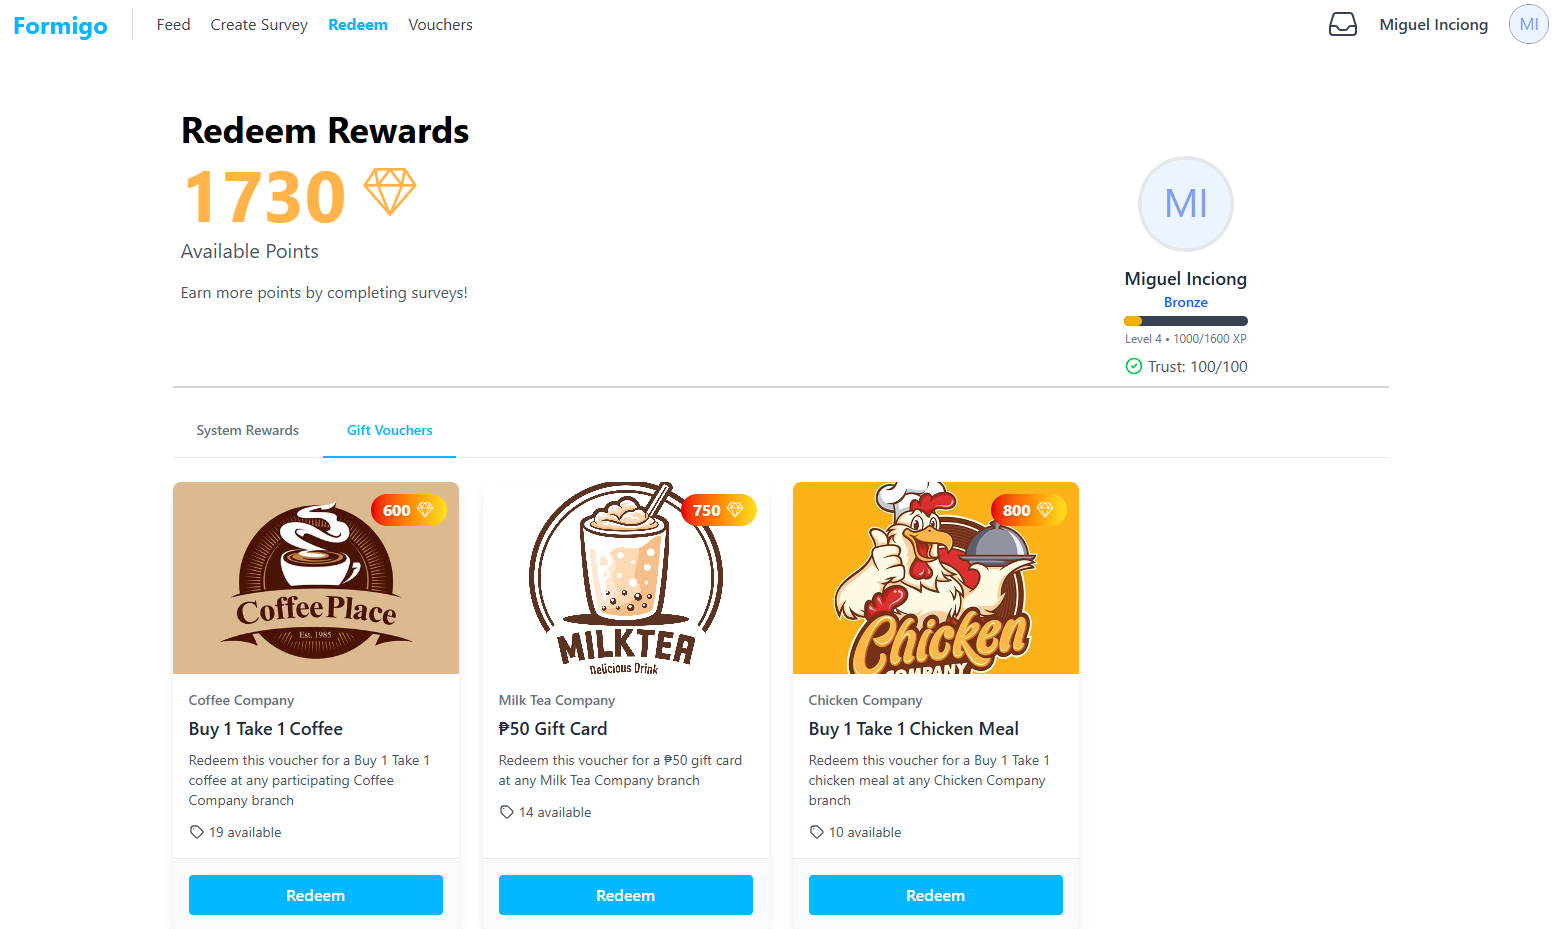 Formigo
Feed
Create Survey
Redeem
Vouchers
Miguel Inciong
MI
Redeem Rewards
1730
Available Points
Earn more points by completing surveys!
MI
Miguel Inciong
Bronze
Level 4 • 1000/1600 XP
Trust: 100/100
System Rewards
Gift Vouchers
600
Coffee Place
Est. 1985
Coffee Company
Buy 1 Take 1 Coffee
Redeem this voucher for a Buy 1 Take 1
coffee at any participating Coffee
Company branch
19 available
Redeem
750
MILKTEA
Delicious Drink
Milk Tea Company
₱50 Gift Card
Redeem this voucher for a ₱50 gift card
at any Milk Tea Company branch
14 available
Redeem
800
Chicken
COMPANY
Chicken Company
Buy 1 Take 1 Chicken Meal
Redeem this voucher for a Buy 1 Take 1
chicken meal at any Chicken Company
branch
10 available
Redeem